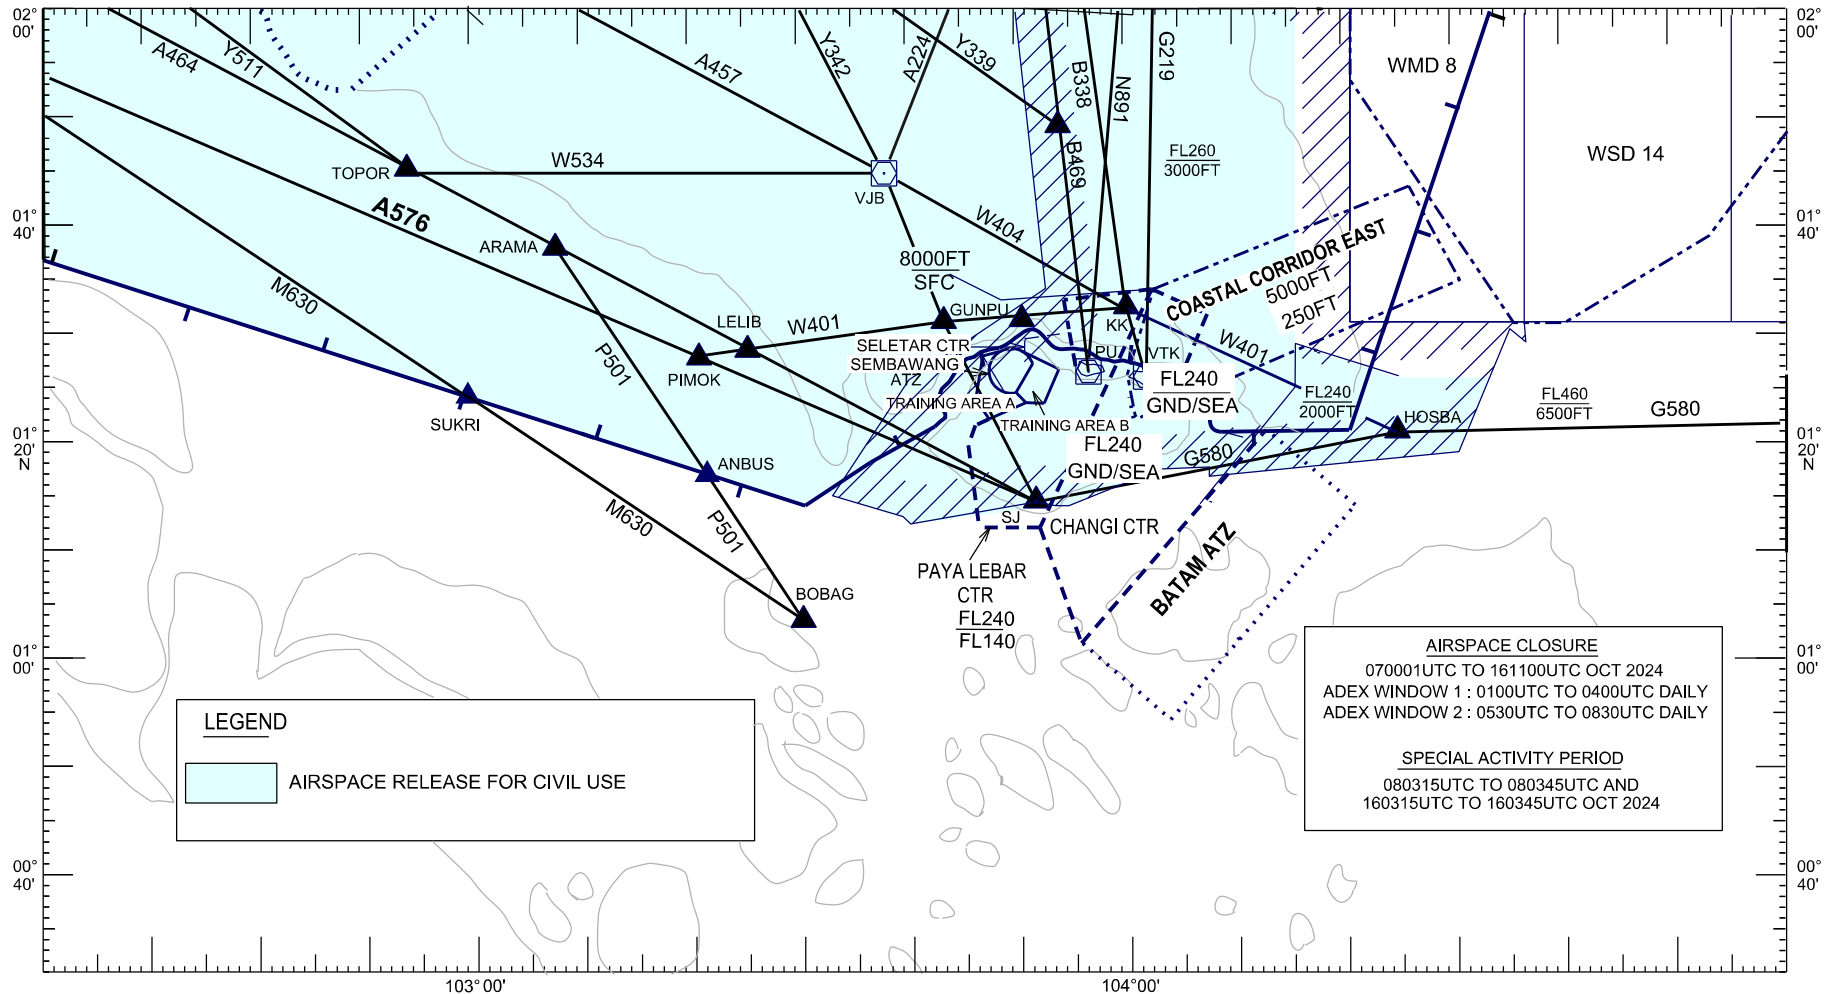 02°
00'
02°
00'
A464
Y511
A457
Y342
A224
Y339
B338
N891
G219
WMD 8
WSD 14
FL260
3000FT
B469
TOPOR
W534
VJB
A576
ARAMA
W404
01°
40'
01°
40'
8000FT
SFC
COASTAL CORRIDOR EAST
5000FT
250FT
M630
LELIB
W401
GUNPU
KK
W401
P501
PIMOK
SELETAR CTR
SEMBAWANG
ATZ
PU
VTK
FL240
GND/SEA
TRAINING AREA A
TRAINING AREA B
FL240
2000FT
HOSBA
FL460
6500FT
G580
SUKRI
01°
20'
N
01°
20'
N
FL240
GND/SEA
G580
ANBUS
P501
M630
SJ
CHANGI CTR
BATAM ATZ
PAYA LEBAR
CTR
FL240
FL140
BOBAG
01°
00'
01°
00'
AIRSPACE CLOSURE
070001UTC TO 161100UTC OCT 2024
ADEX WINDOW 1 : 0100UTC TO 0400UTC DAILY
ADEX WINDOW 2 : 0530UTC TO 0830UTC DAILY
SPECIAL ACTIVITY PERIOD
080315UTC TO 080345UTC AND
160315UTC TO 160345UTC OCT 2024
LEGEND
AIRSPACE RELEASE FOR CIVIL USE
00°
40'
00°
40'
103°00'
104°00'